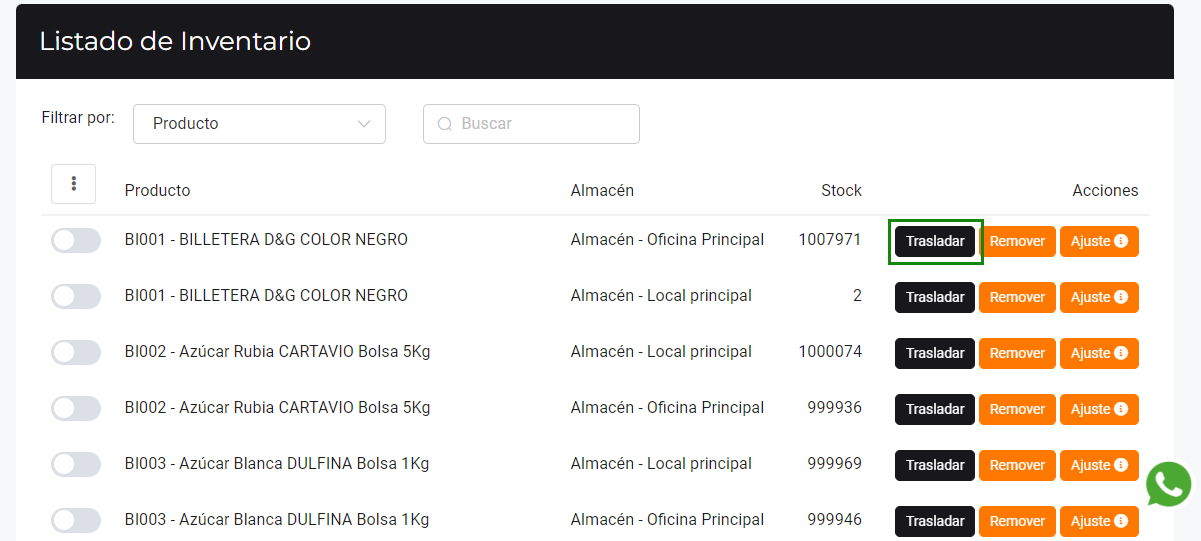 Listado de Inventario
Filtrar por: Producto Buscar
Producto Almacén Stock Acciones
BI001 - BILLETERA D&G COLOR NEGRO Almacén - Oficina Principal 1007971 Trasladar Remover Ajuste
BI001 - BILLETERA D&G COLOR NEGRO Almacén - Local principal 2 Trasladar Remover Ajuste
BI002 - Azúcar Rubia CARTAVIO Bolsa 5Kg Almacén - Local principal 1000074 Trasladar Remover Ajuste
BI002 - Azúcar Rubia CARTAVIO Bolsa 5Kg Almacén - Oficina Principal 999936 Trasladar Remover Ajuste
BI003 - Azúcar Blanca DULFINA Bolsa 1Kg Almacén - Local principal 999969 Trasladar Remover Ajuste
BI003 - Azúcar Blanca DULFINA Bolsa 1Kg Almacén - Oficina Principal 999946 Trasladar Remover Ajuste